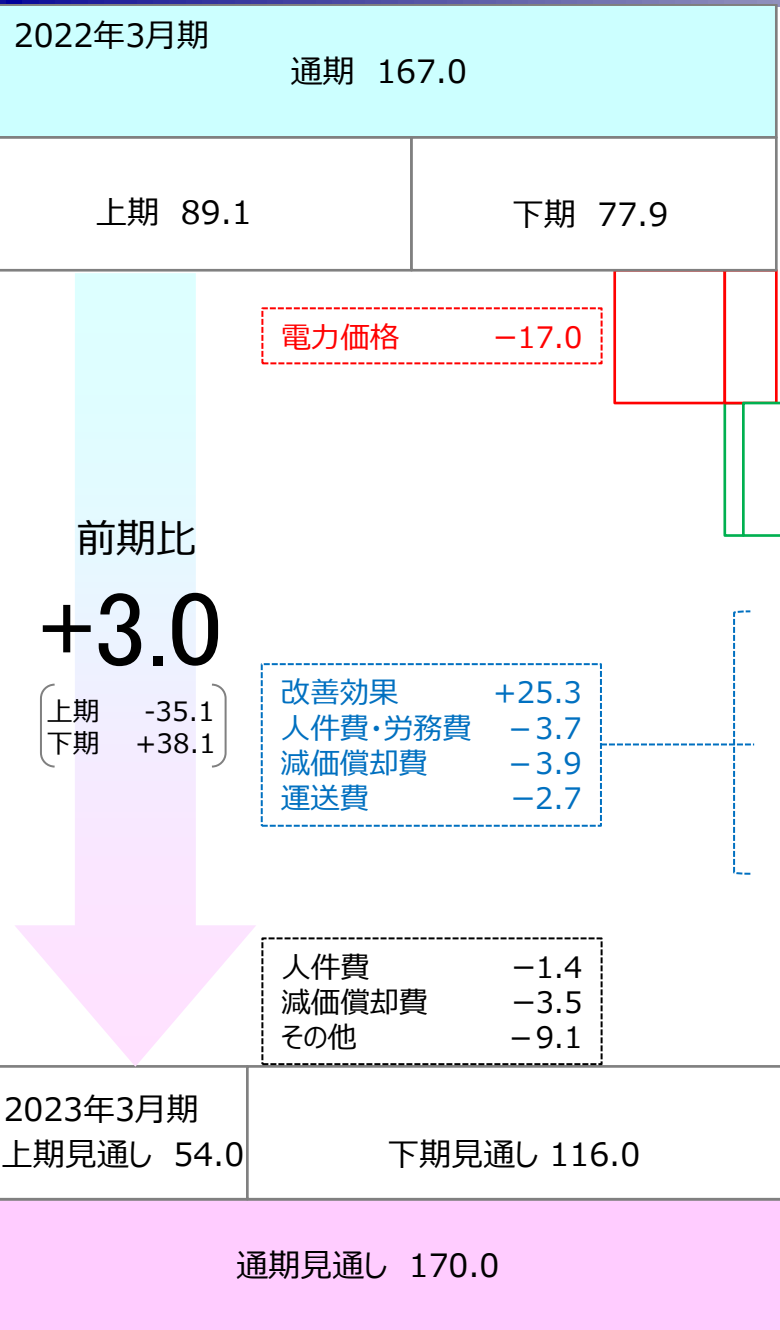 2022年3月期
通期 167.0
上期 89.1
下期 77.9
電力価格 －17.0
前期比
+3.0
上期 -35.1
下期 +38.1
改善効果 +25.3
人件費・労務費 －3.7
減価償却費 －3.9
運送費 －2.7
人件費 －1.4
減価償却費 －3.5
その他 －9.1
2023年3月期
上期見通し 54.0
下期見通し 116.0
通期見通し 170.0